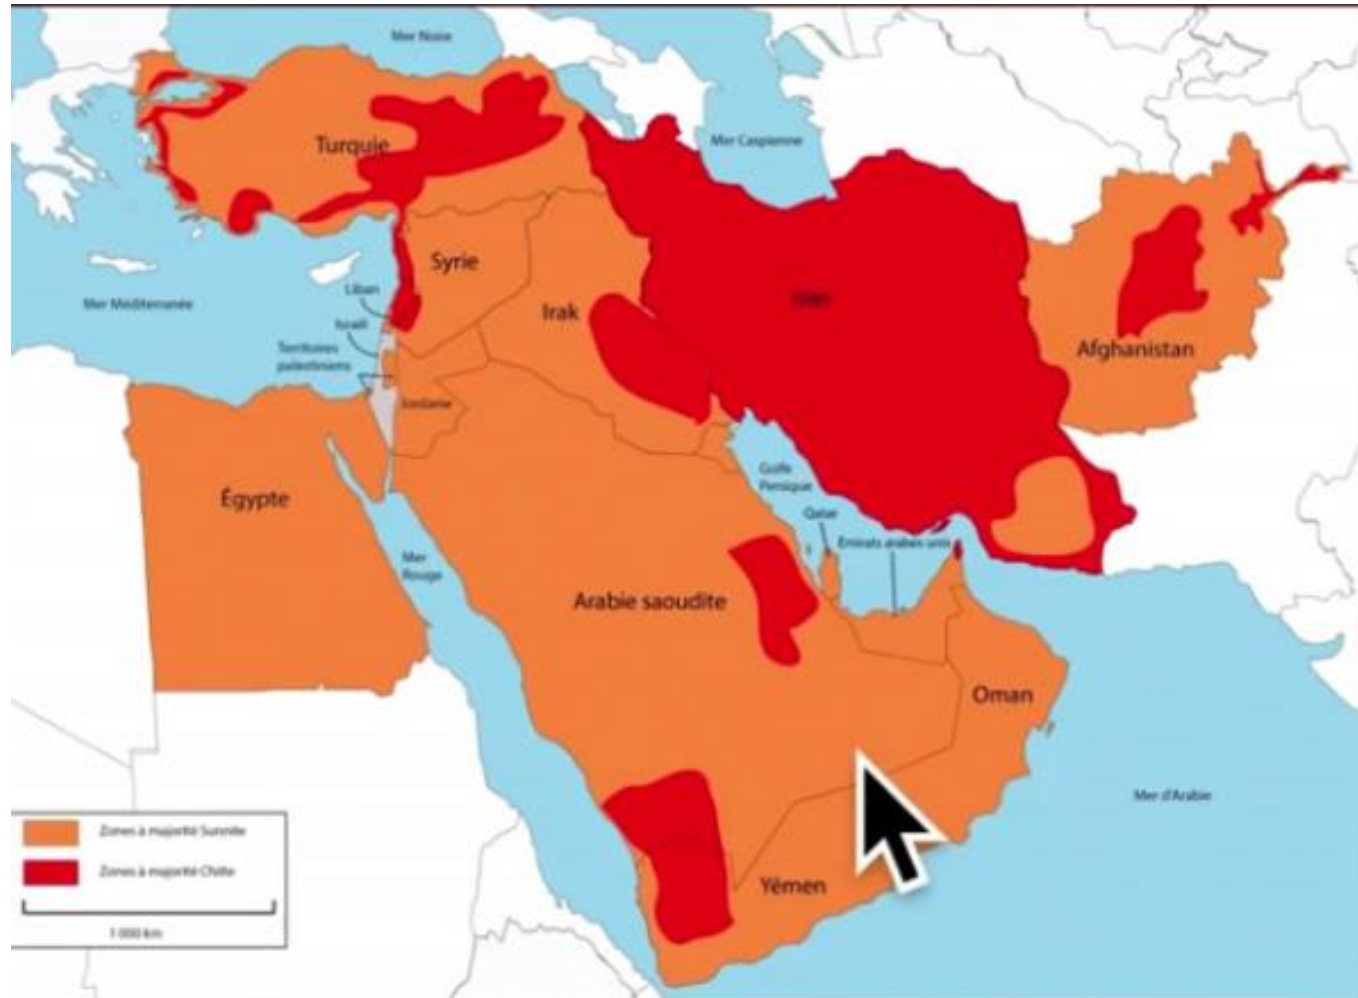 Mer Noire
Mer Caspienne
Turquie
Syrie
Liban
Mer Méditerranée
Irak
Iran
Israël
Territoires
palestiniens
Afghanistan
Jordanie
Golfe
Persique
Égypte
Qatar
Emirats arabes unis
Mer
Rouge
Arabie saoudite
Oman
Mer d'Arabie
Yémen
Zones à majorité Sunnite
Zones à majorité Chiite
1 000 km